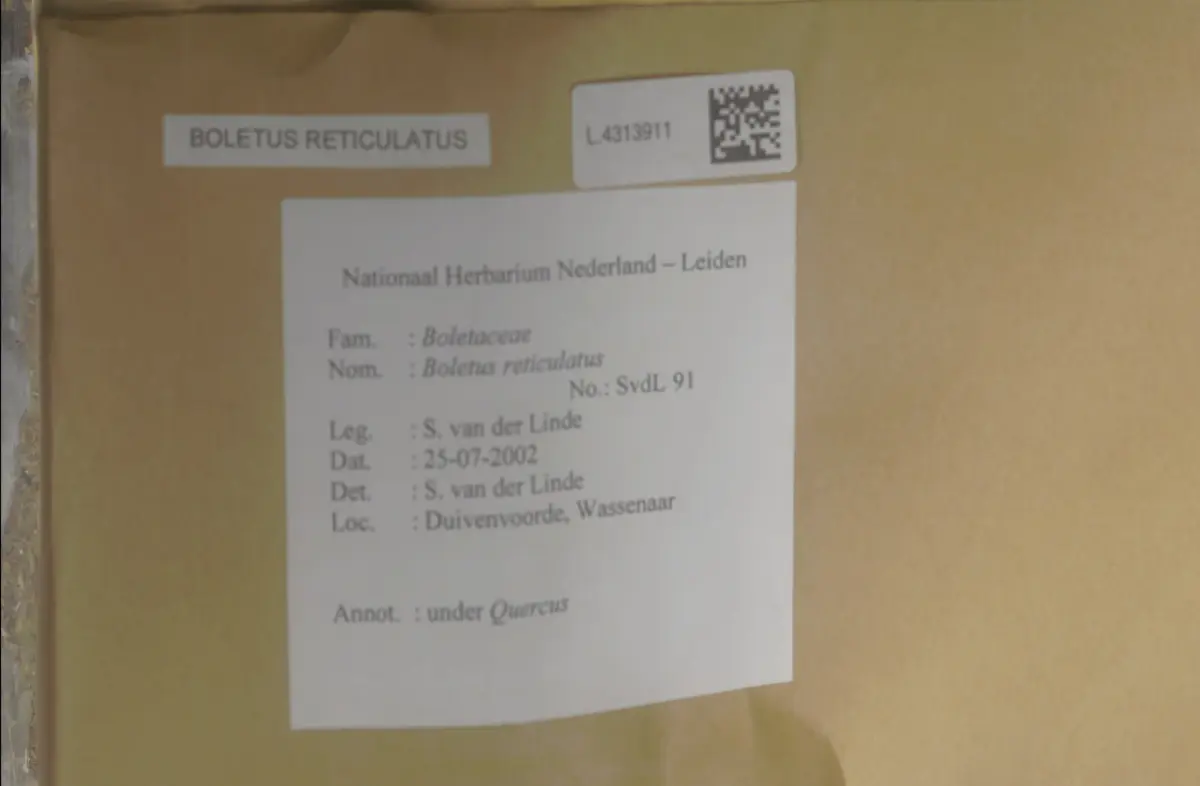 BOLETUS RETICULATUS
L.4313911
Nationaal Herbarium Nederland – Leiden
Fam. : Boletaceae
Nom. : Boletus reticulatus
No.: SvdL 91
Leg. : S. van der Linde
Dat. : 25-07-2002
Det. : S. van der Linde
Loc. : Duivenvoorde, Wassenaar
Annot. : under Quercus